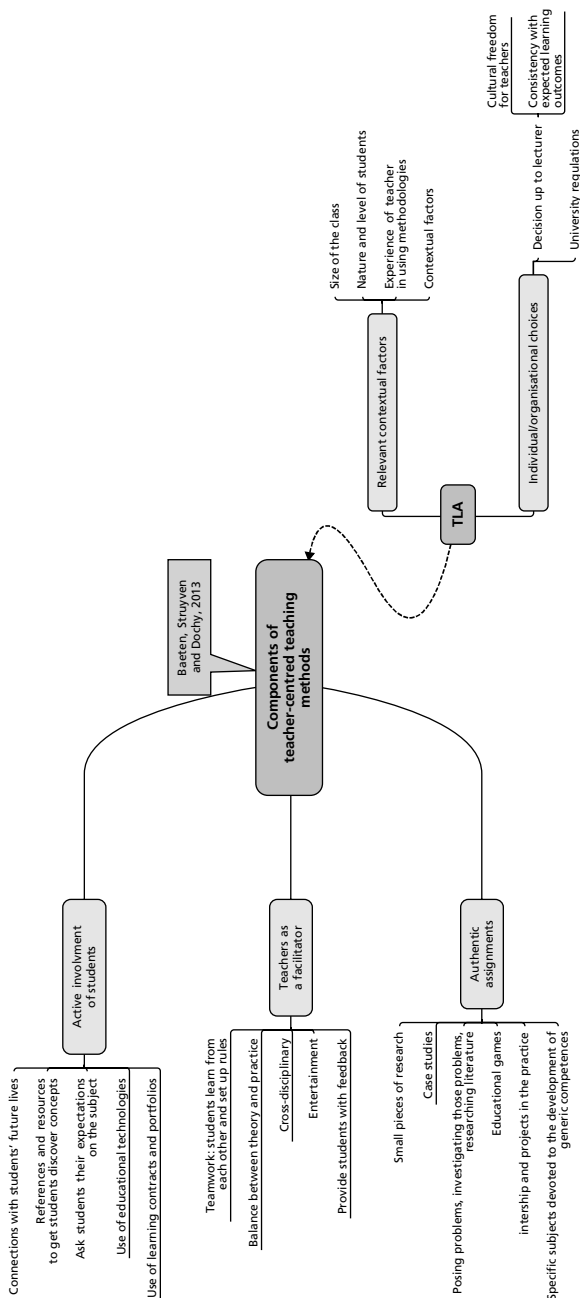 Connections with students' future lives
References and resources
to get students discover concepts
Ask students their expectations
on the subject
Use of educational technologies
Use of learning contracts and portfolios
Active involvment
of students
Teamwork: students learn from
each other and set up rules
Balance between theory and practice
Cross-disciplinary
Entertainment
Provide students with feedback
Teachers as
a facilitator
Small pieces of research
Case studies
Posing problems, investigating those problems,
researching literature
Educational games
intership and projects in the practice
Specific subjects devoted to the development of
generic competences
Authentic
assignments
Baeten, Struyven
and Dochy, 2013
Components of
teacher-centred teaching
methods
TLA
Relevant contextual factors
Size of the class
Nature and level of students
Experience of teacher
in using methodologies
Contextual factors
Individual/organisational choices
Decision up to lecturer
Cultural freedom
for teachers
Consistency with
expected learning
outcomes
University requlations